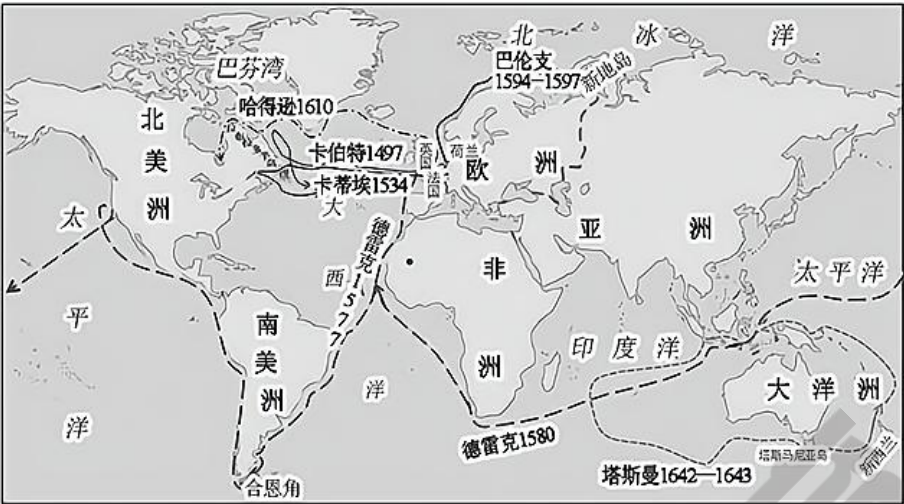 北冰洋
巴伦支
1594—1597
新地岛
巴芬湾
哈得逊1610
北美洲
卡伯特1497
英国
荷兰
欧洲
卡蒂埃1534
法国
大西洋
太平洋
德雷克1577
亚洲
非洲
太平洋
南美洲
印度洋
大洋洲
德雷克1580
塔斯曼1642—1643
塔斯马尼亚岛
新西兰
合恩角